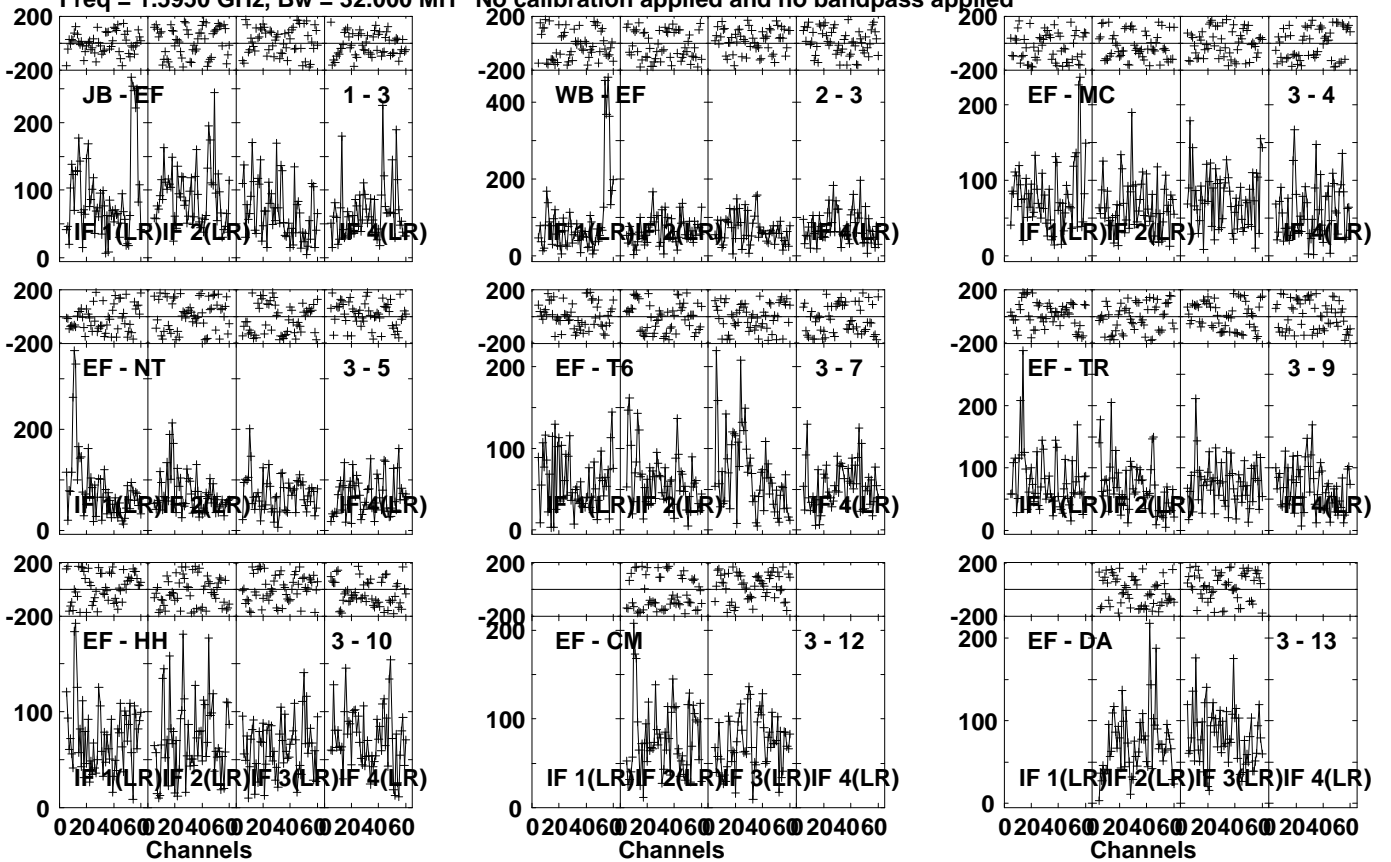 Freq = 1.5950 GHz, Bw = 32.000 MH No calibration applied and no bandpass applied
200
-200
JB - EF 1 - 3
200
100
0
IF 1(LR) IF 2(LR) IF 4(LR)
WB - EF 2 - 3
400
200
0
IF 1(LR) IF 2(LR) IF 4(LR)
200
-200
EF - MC 3 - 4
200
100
0
IF 1(LR) IF 2(LR) IF 4(LR)
200
-200
EF - NT 3 - 5
200
0
IF 1(LR) IF 2(LR) IF 4(LR)
200
-200
EF - T6 3 - 7
200
100
0
IF 1(LR) IF 2(LR) IF 4(LR)
200
-200
EF - TR 3 - 9
200
100
0
IF 1(LR) IF 2(LR) IF 4(LR)
200
-200
EF - HH 3 - 10
100
0
IF 1(LR) IF 2(LR) IF 3(LR) IF 4(LR)
0 20 40 60 0 20 40 60 0 20 40 60 0 20 40 60
Channels
200
-200
EF - CM 3 - 12
200
100
0
IF 1(LR) IF 2(LR) IF 3(LR) IF 4(LR)
0 20 40 60 0 20 40 60 0 20 40 60 0 20 40 60
Channels
200
-200
EF - DA 3 - 13
200
100
0
IF 1(LR) IF 2(LR) IF 3(LR) IF 4(LR)
0 20 40 60 0 20 40 60 0 20 40 60 0 20 40 60
Channels